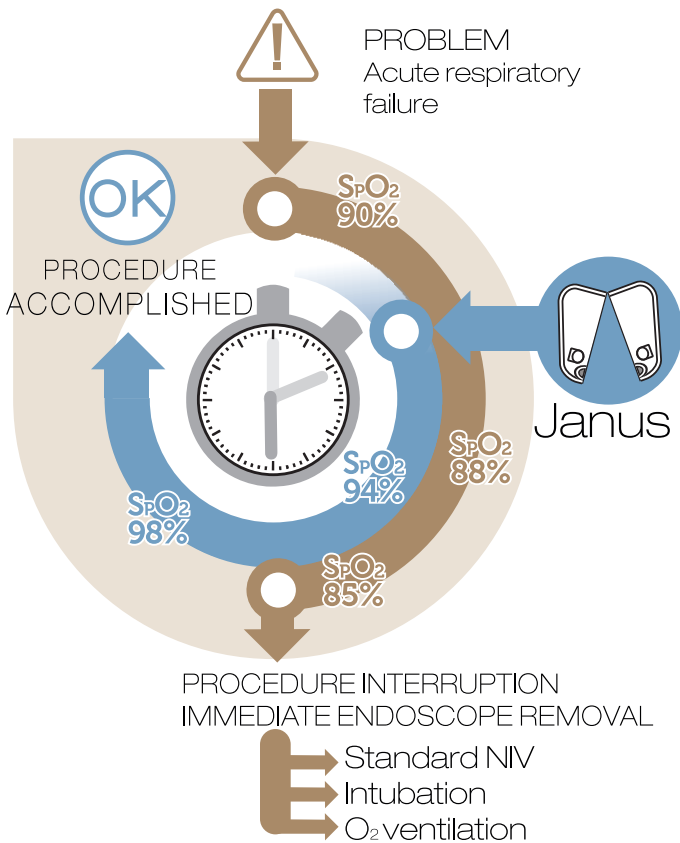 PROBLEM
Acute respiratory
failure
SpO2
90%
OK
PROCEDURE
ACCOMPLISHED
Janus
SpO2
88%
SpO2
94%
SpO2
98%
SpO2
85%
PROCEDURE INTERRUPTION
IMMEDIATE ENDOSCOPE REMOVAL
Standard NIV
Intubation
O₂ ventilation